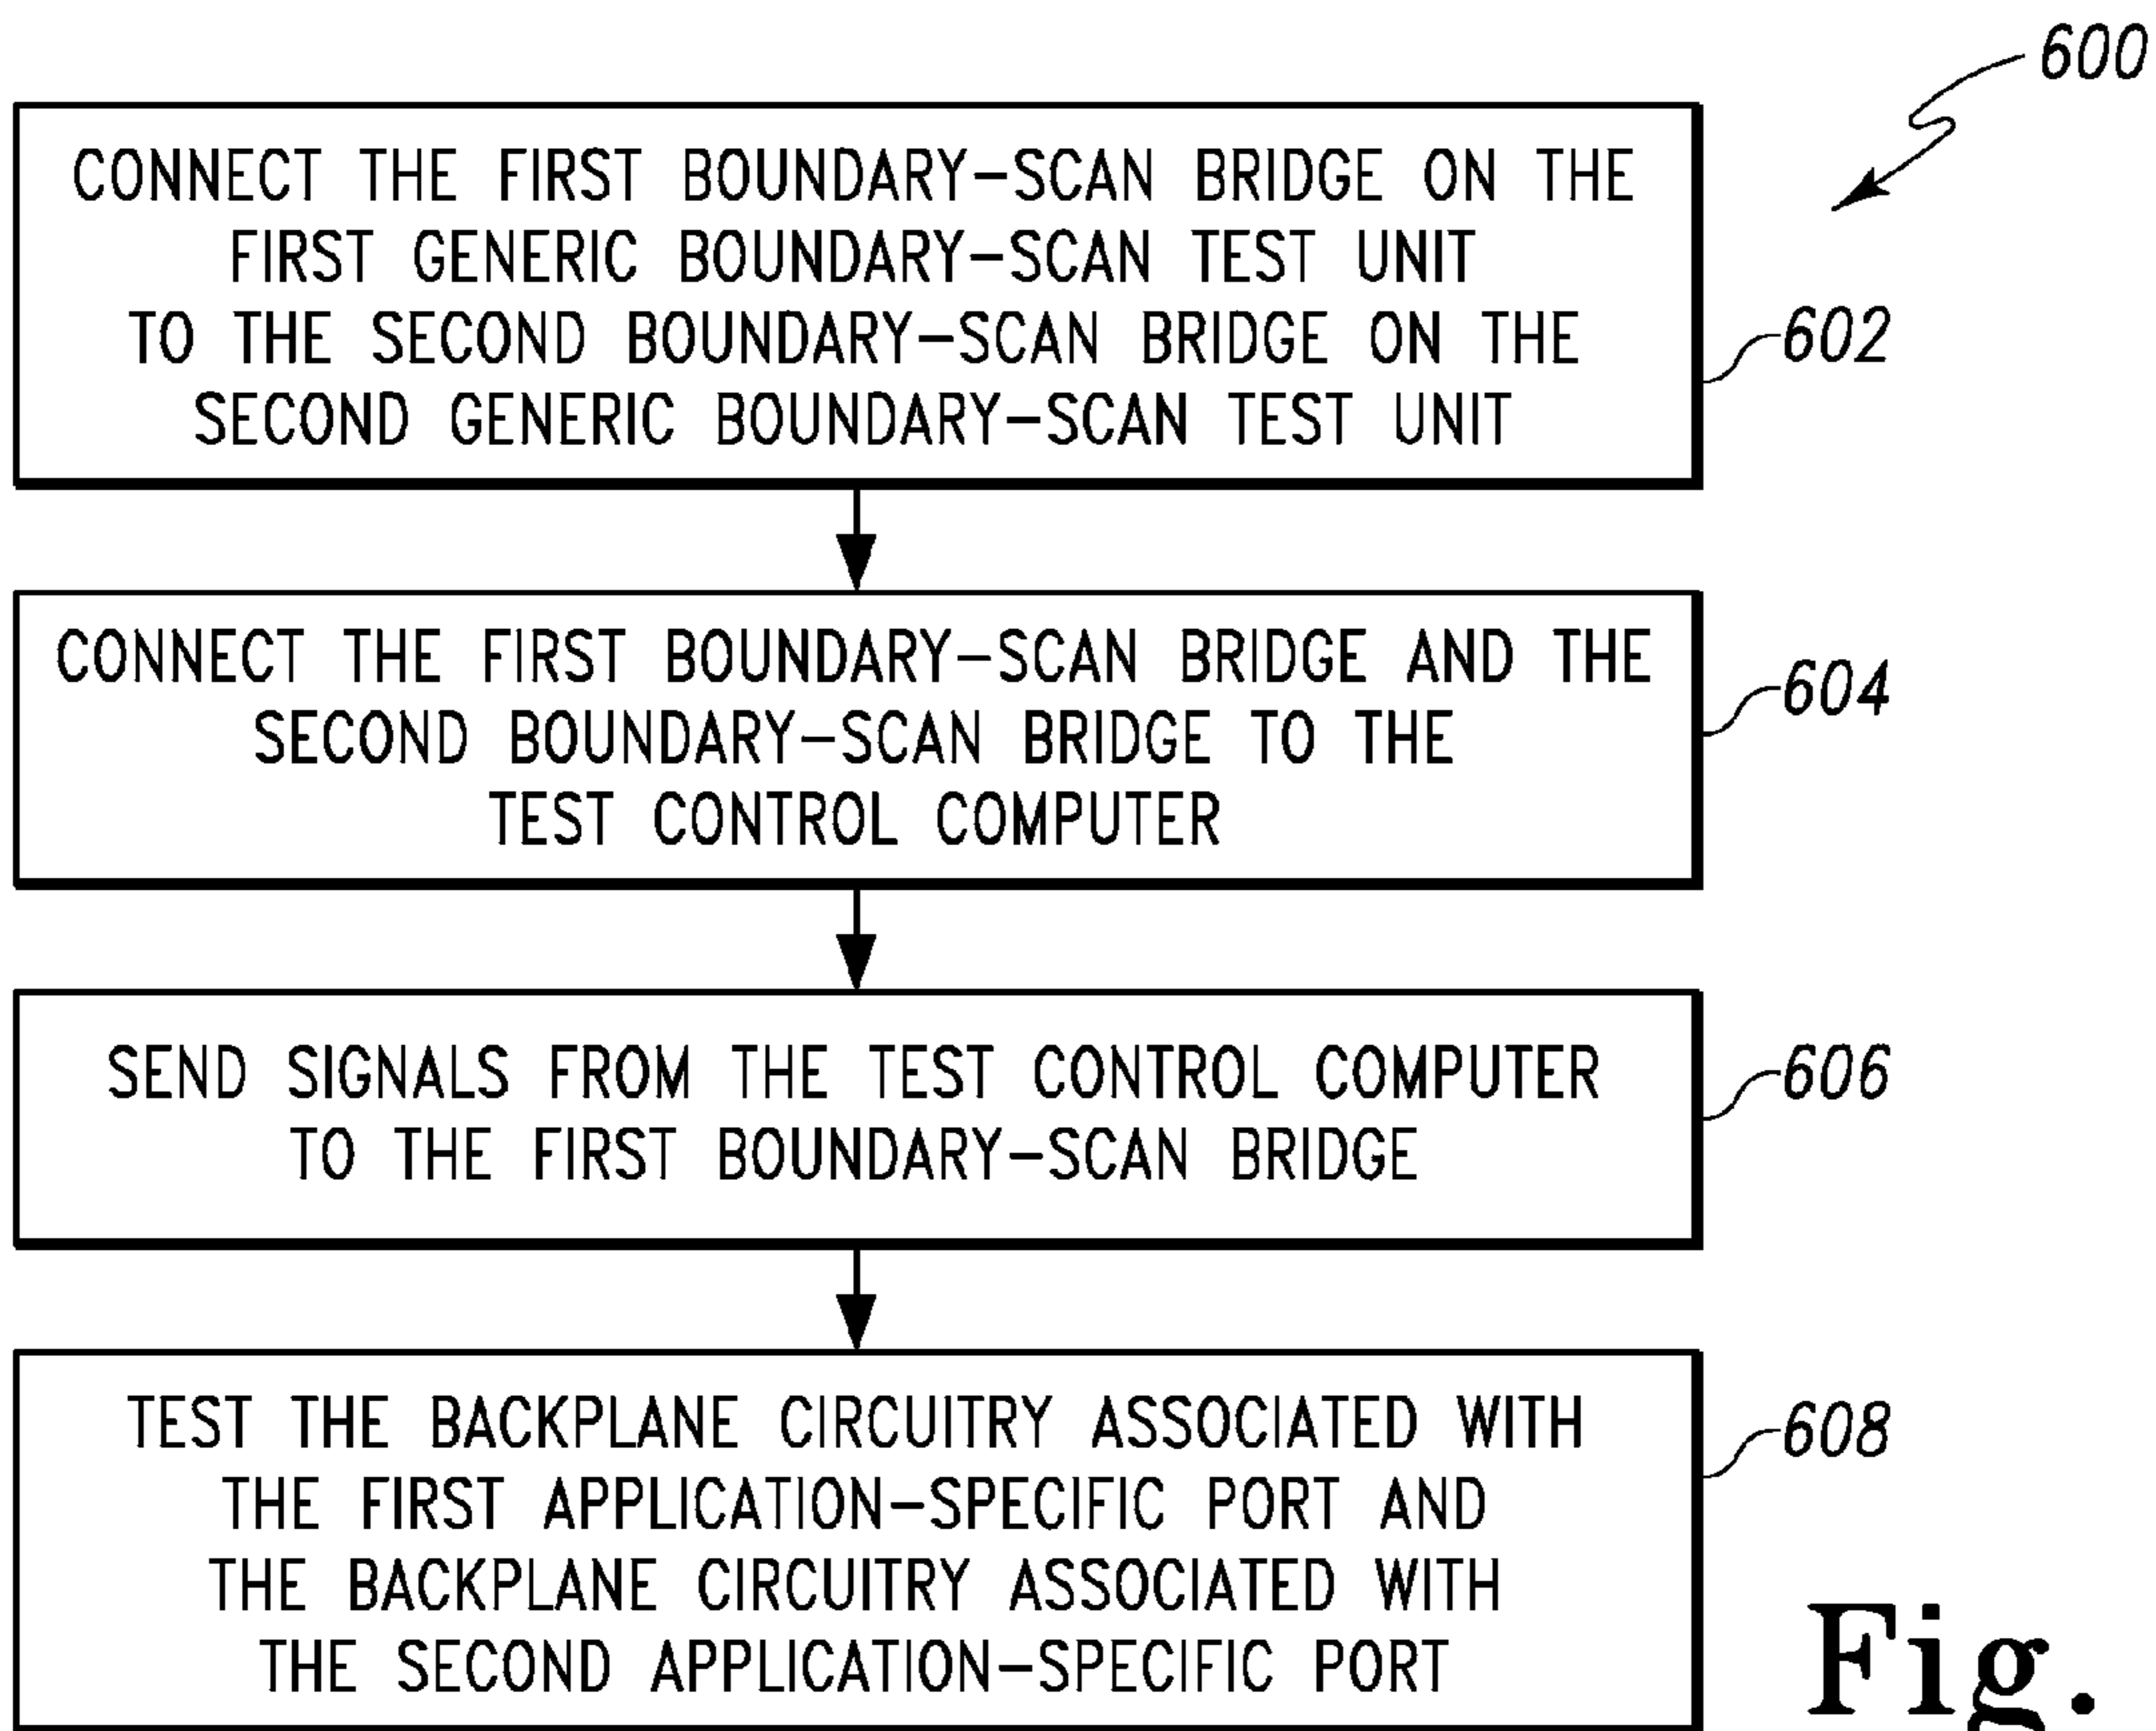 600
CONNECT THE FIRST BOUNDARY-SCAN BRIDGE ON THE
FIRST GENERIC BOUNDARY-SCAN TEST UNIT
TO THE SECOND BOUNDARY-SCAN BRIDGE ON THE
SECOND GENERIC BOUNDARY-SCAN TEST UNIT
602
CONNECT THE FIRST BOUNDARY-SCAN BRIDGE AND THE
SECOND BOUNDARY-SCAN BRIDGE TO THE
TEST CONTROL COMPUTER
604
SEND SIGNALS FROM THE TEST CONTROL COMPUTER
TO THE FIRST BOUNDARY-SCAN BRIDGE
606
TEST THE BACKPLANE CIRCUITRY ASSOCIATED WITH
THE FIRST APPLICATION-SPECIFIC PORT AND
THE BACKPLANE CIRCUITRY ASSOCIATED WITH
THE SECOND APPLICATION-SPECIFIC PORT
608
Fig.